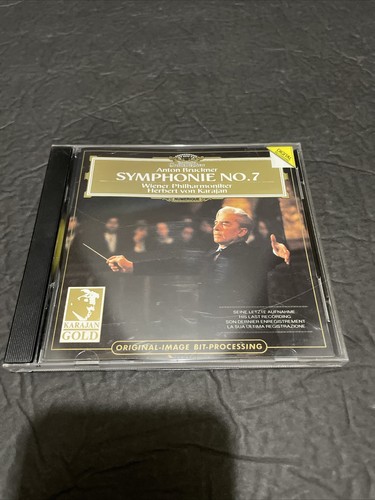 Anton Bruckner
SYMPHONIE NO.7
Wiener Philharmoniker
Herbert von Karajan
SEINE LETZTE AUFNAHME
HIS LAST RECORDING
SON DERNIER ENREGISTREMENT
LA SUA ULTIMA REGISTRAZIONE
KARAJAN
GOLD
ORIGINAL-IMAGE BIT-PROCESSING